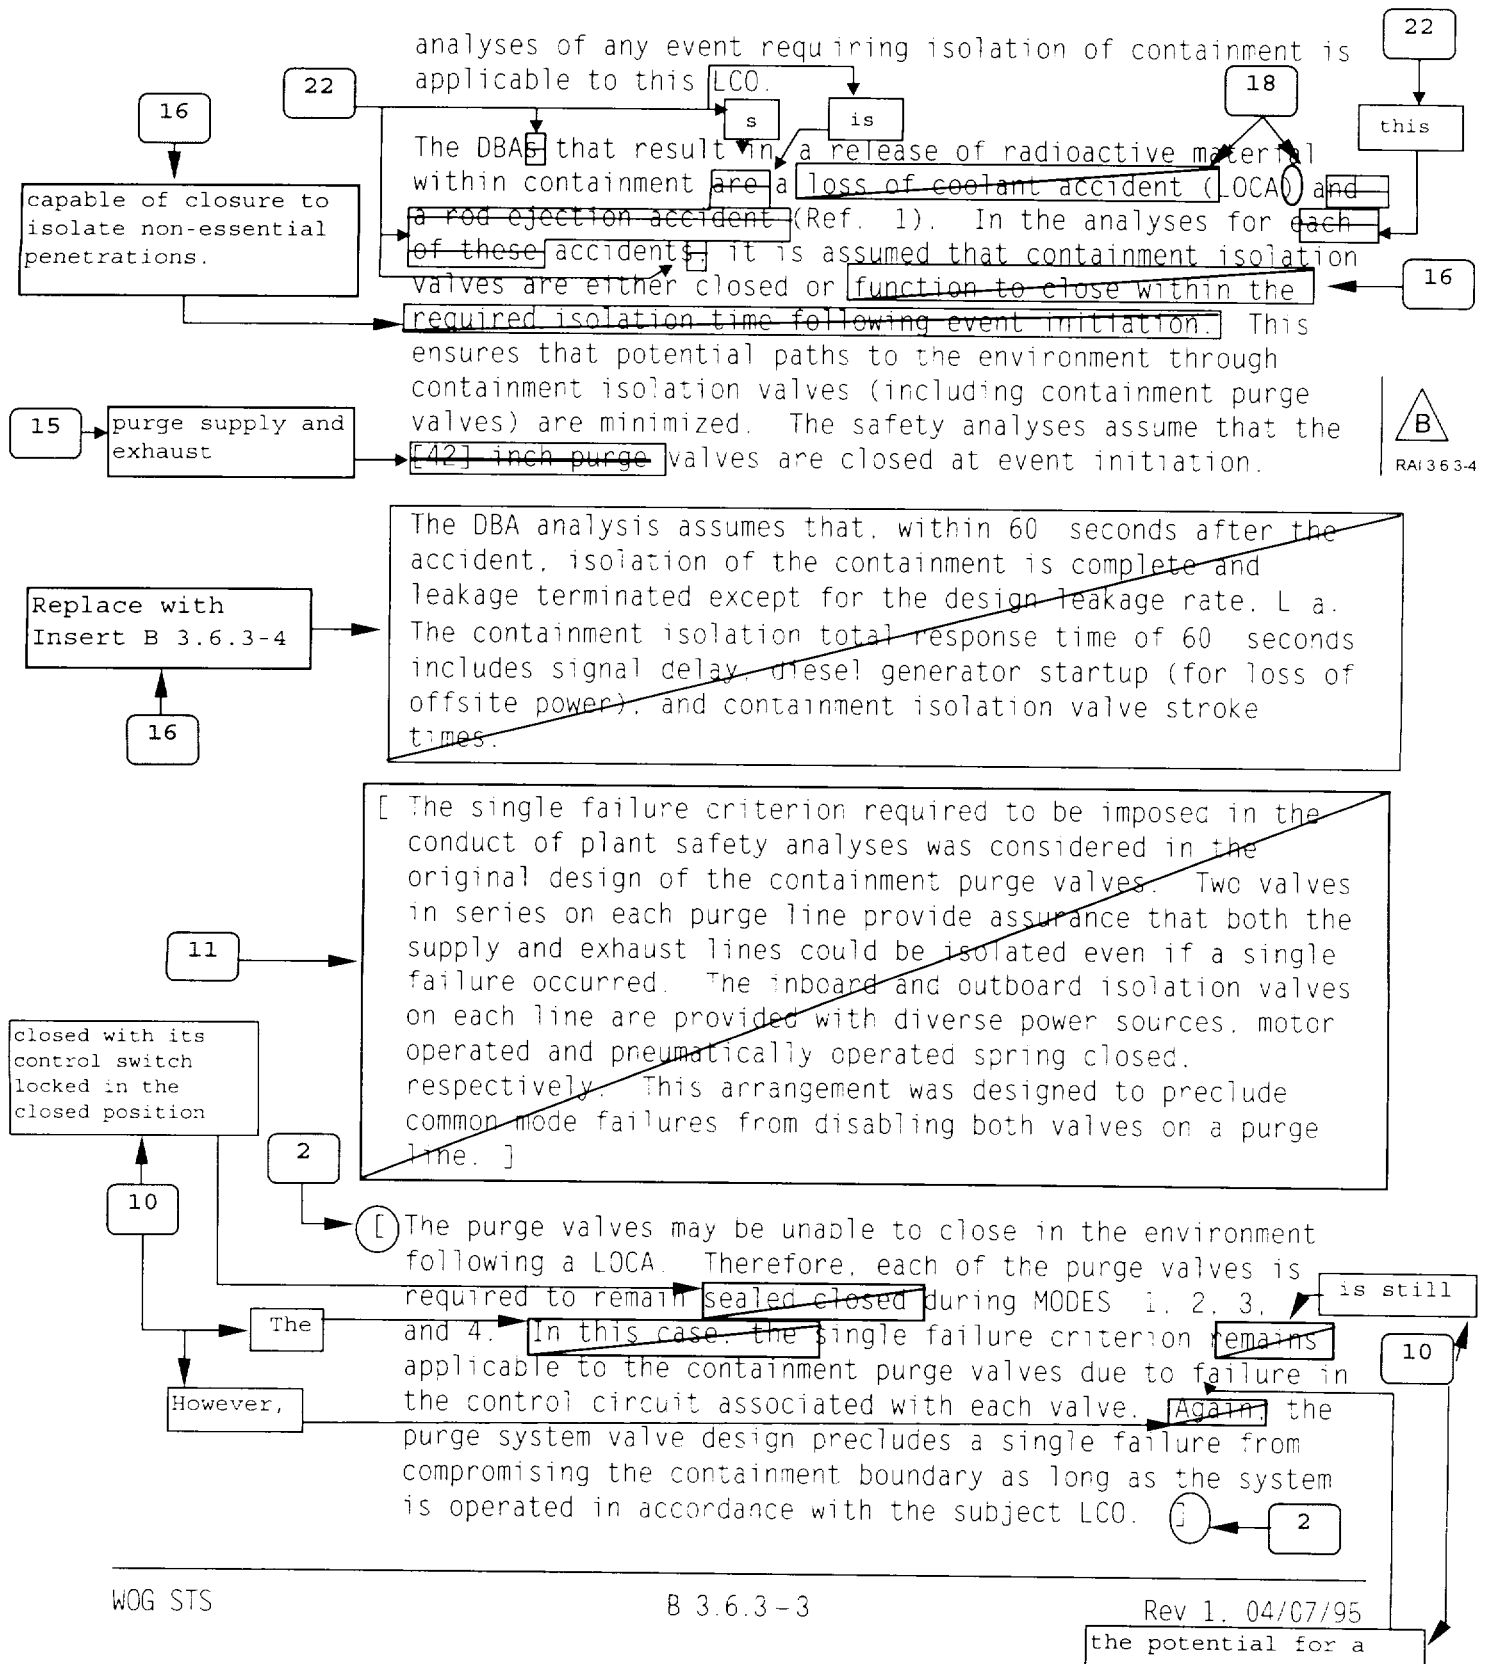 analyses of any event requiring isolation of containment is
applicable to this LCO.
22
22
18
16
s
is
this
The DBAs that result in a release of radioactive material
within containment are a loss of coolant accident (LOCA) and
a rod ejection accident (Ref. 1). In the analyses for each
of these accidents, it is assumed that containment isolation
valves are either closed or function to close within the
required isolation time following event initiation. This
ensures that potential paths to the environment through
containment isolation valves (including containment purge
valves) are minimized. The safety analyses assume that the
[42] inch purge valves are closed at event initiation.
capable of closure to
isolate non-essential
penetrations.
16
15
purge supply and
exhaust
B
RAI 3 6 3-4
The DBA analysis assumes that, within 60 seconds after the
accident, isolation of the containment is complete and
leakage terminated except for the design leakage rate, L a.
The containment isolation total response time of 60 seconds
includes signal delay, diesel generator startup (for loss of
offsite power), and containment isolation valve stroke
times.
Replace with
Insert B 3.6.3-4
16
[ The single failure criterion required to be imposed in the
conduct of plant safety analyses was considered in the
original design of the containment purge valves. Two valves
in series on each purge line provide assurance that both the
supply and exhaust lines could be isolated even if a single
failure occurred. The inboard and outboard isolation valves
on each line are provided with diverse power sources, motor
operated and pneumatically operated spring closed,
respectively. This arrangement was designed to preclude
common mode failures from disabling both valves on a purge
line. ]
11
closed with its
control switch
locked in the
closed position
2
10
[ The purge valves may be unable to close in the environment
following a LOCA. Therefore, each of the purge valves is
required to remain sealed closed during MODES 1, 2, 3,
and 4. In this case, the single failure criterion remains
applicable to the containment purge valves due to failure in
the control circuit associated with each valve. Again, the
purge system valve design precludes a single failure from
compromising the containment boundary as long as the system
is operated in accordance with the subject LCO. ]
is still
The
10
However,
2
WOG STS
B 3.6.3-3
Rev 1, 04/07/95
the potential for a